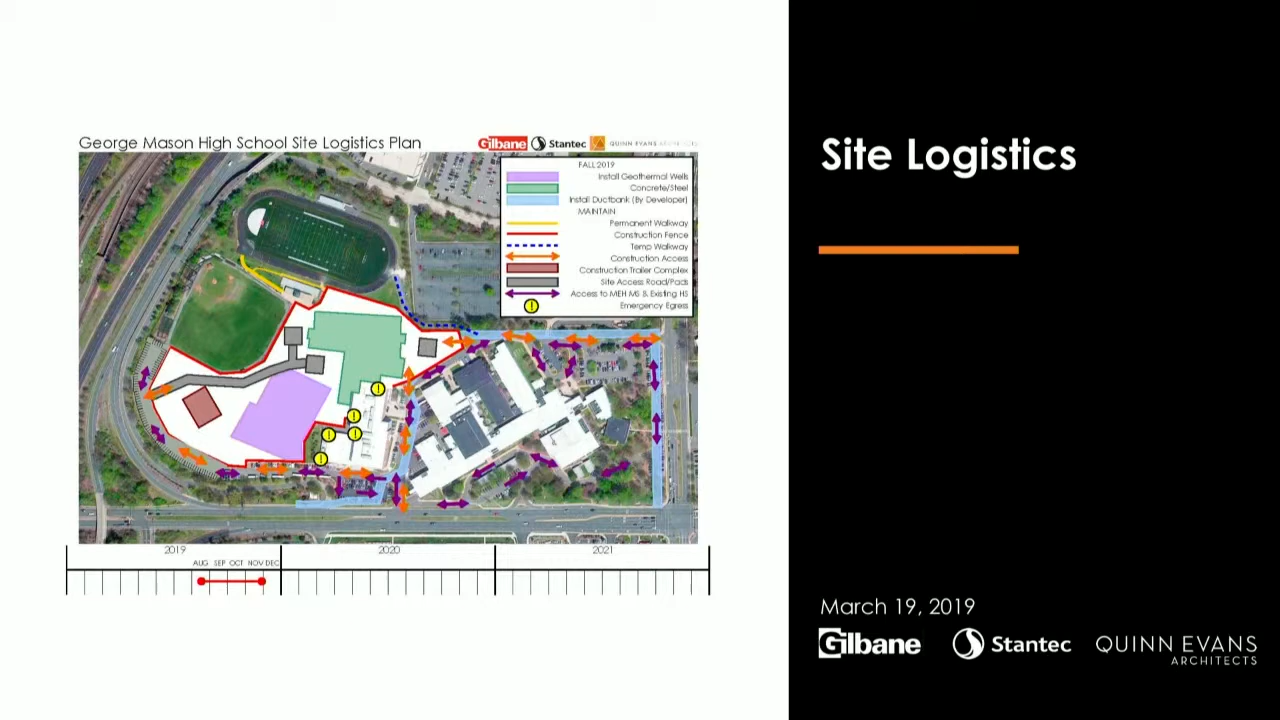 George Mason High School Site Logistics Plan
Gilbane Stantec QUINN EVANS ARCHITECTS
FALL 2019
Install Geothermal Wells
Concrete/Steel
Install Ductbank (By Developer)
MAINTAIN
Permanent Walkway
Construction Fence
Temp Walkway
Construction Access
Construction Trailer Complex
Site Access Road/Pads
Access to MEH MS & Existing HS
Emergency Egress
2019 2020 2021
AUG SEP OCT NOV DEC
Site Logistics
March 19, 2019
Gilbane Stantec QUINN EVANS
ARCHITECTS